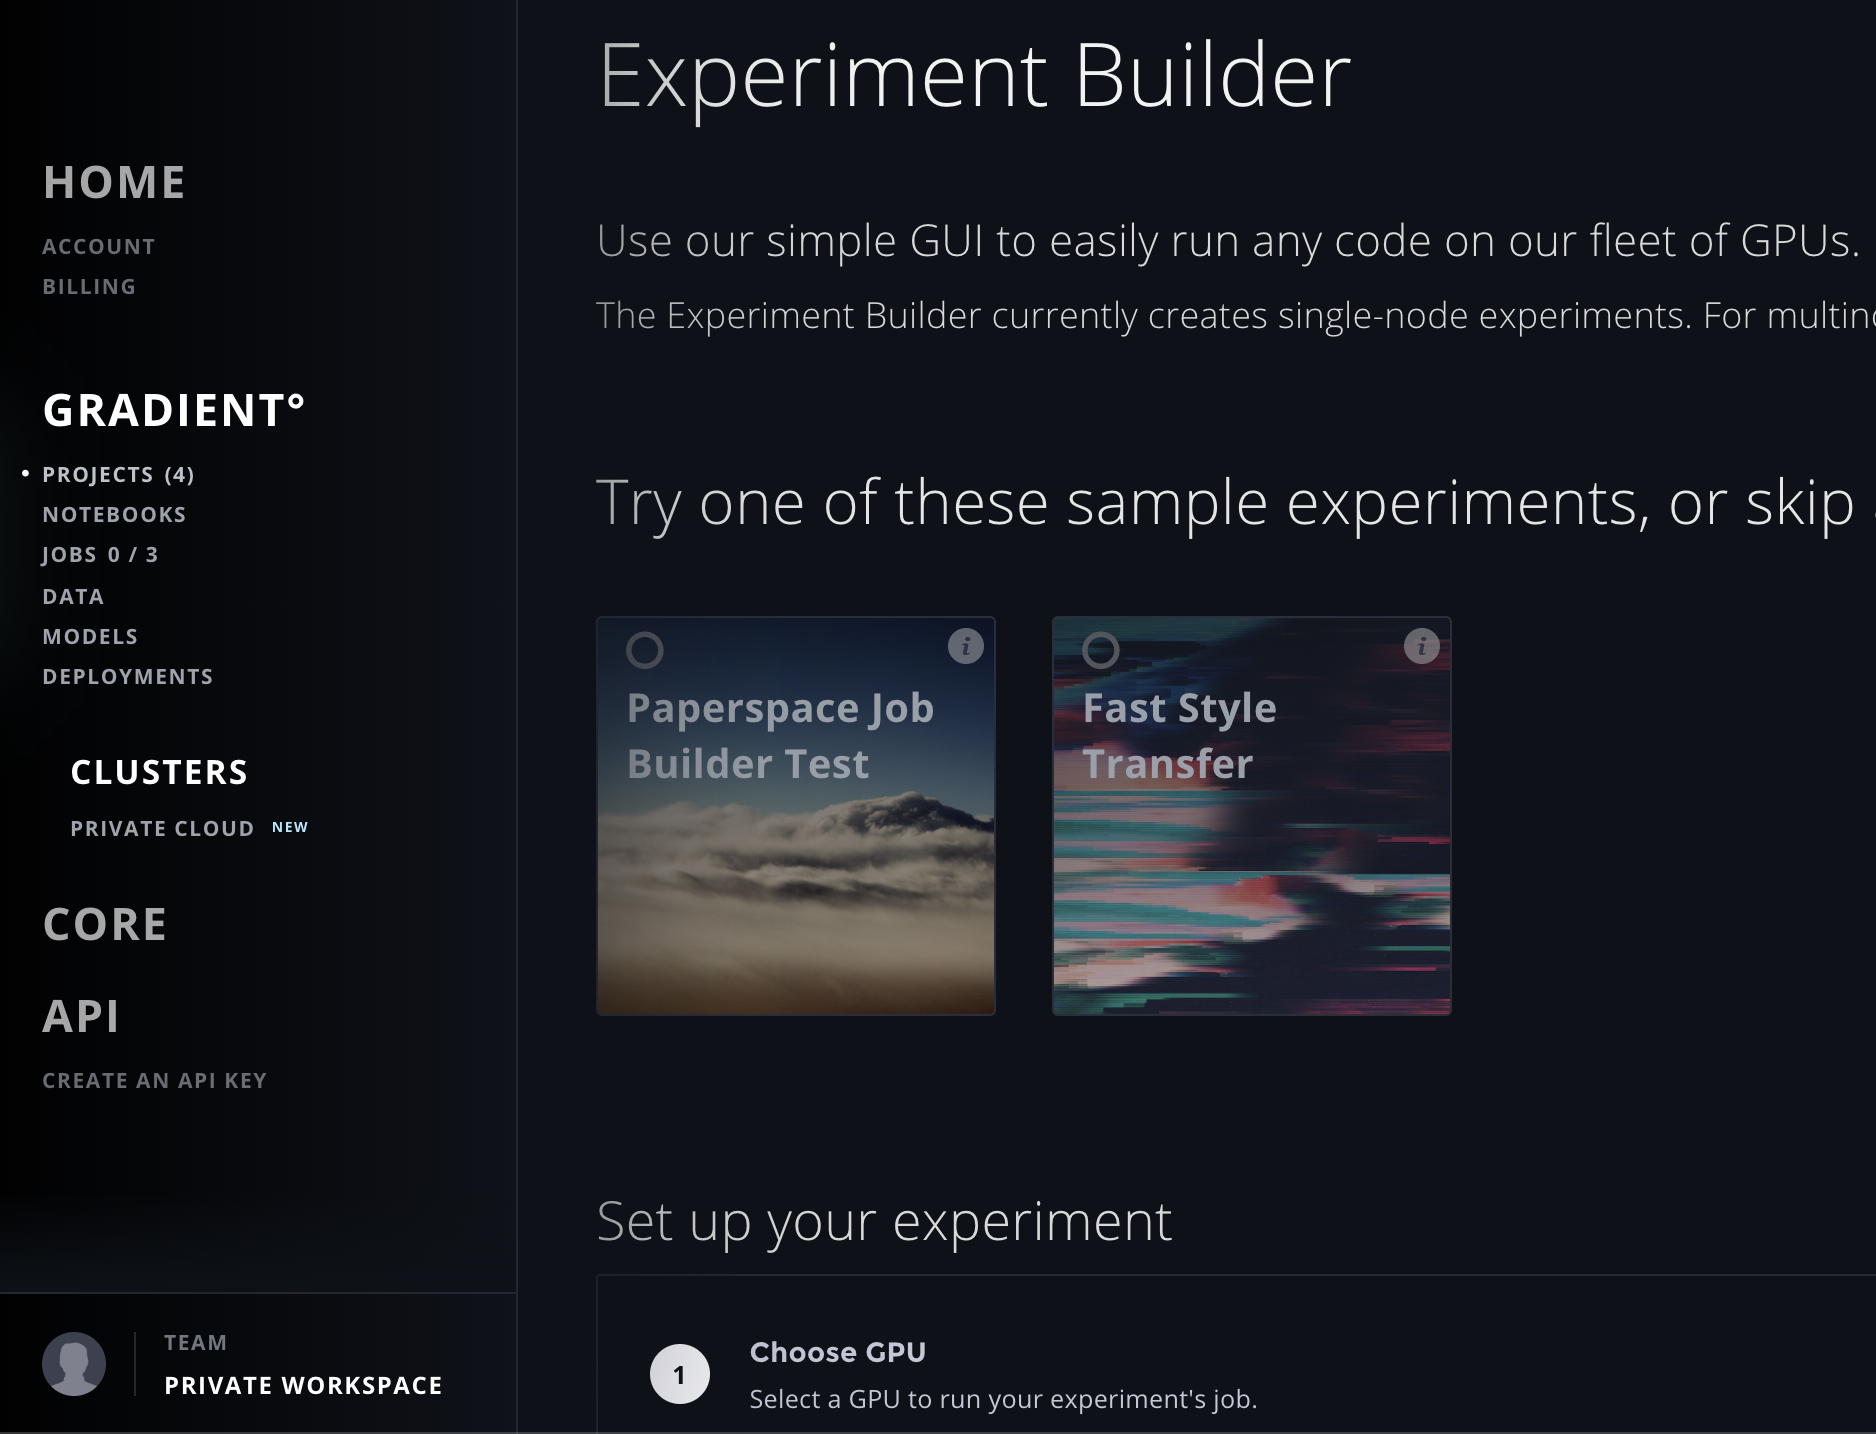 HOME
ACCOUNT
BILLING
GRADIENT°
• PROJECTS (4)
NOTEBOOKS
JOBS 0 / 3
DATA
MODELS
DEPLOYMENTS
CLUSTERS
PRIVATE CLOUD NEW
CORE
API
CREATE AN API KEY
TEAM
PRIVATE WORKSPACE
Experiment Builder
Use our simple GUI to easily run any code on our fleet of GPUs.
The Experiment Builder currently creates single-node experiments. For
Try one of these sample experiments, or skip
i
Paperspace Job
Builder Test
i
Fast Style
Transfer
Set up your experiment
1
Choose GPU
Select a GPU to run your experiment's job.